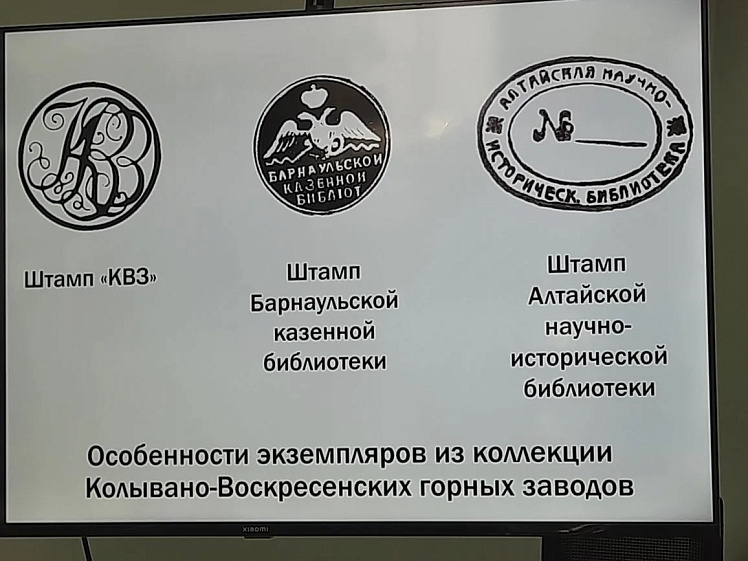 КВЗ
БАРНАУЛЬСКОЙ
КАЗЕННОЙ
БИБЛІОТ
АЛТАЙСКАЯ НАУЧНО-
ИСТОРИЧЕСК. БИБЛИОТЕКА
№
Штамп «КВЗ»
Штамп
Барнаульской
казенной
библиотеки
Штамп
Алтайской
научно-
исторической
библиотеки
Особенности экземпляров из коллекции
Колывано-Воскресенских горных заводов
xiaomi